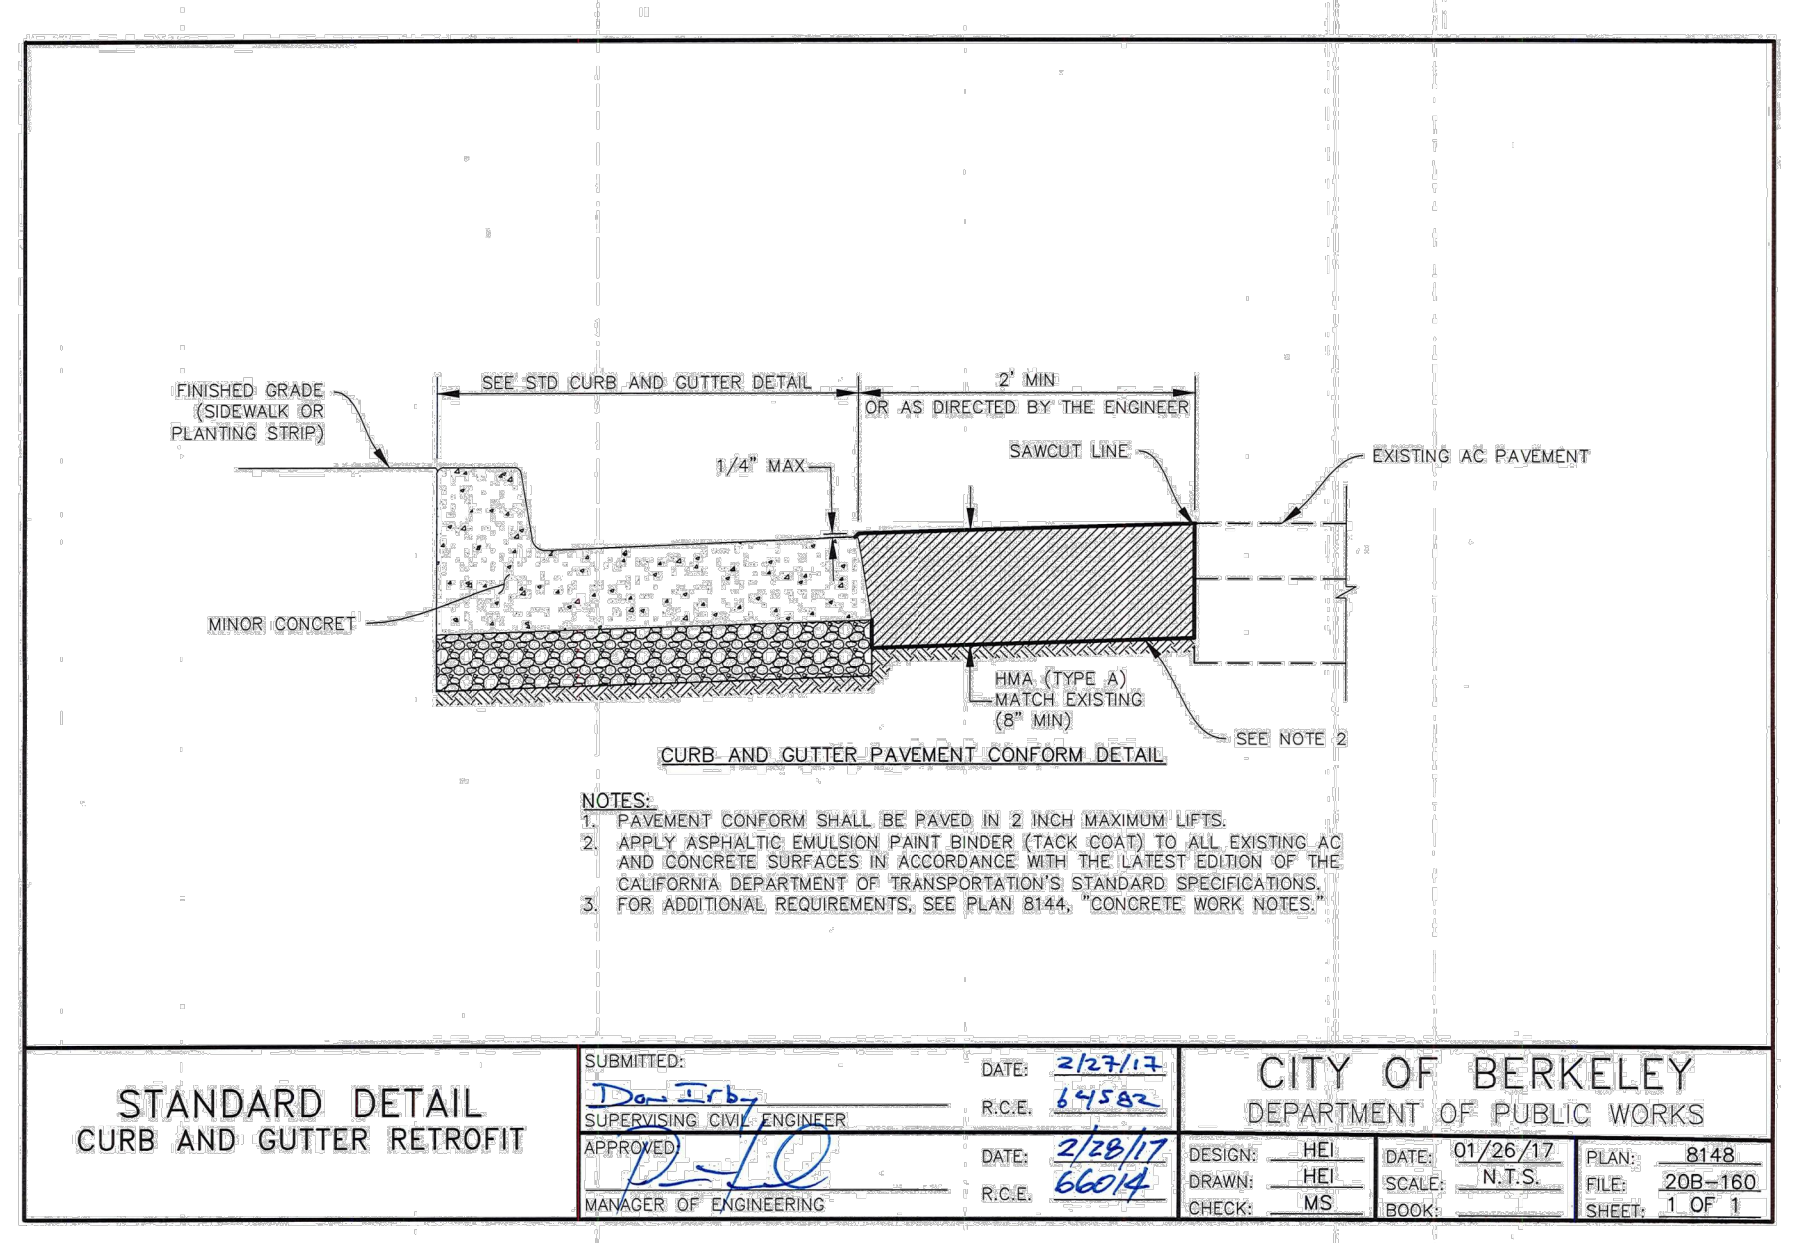 SEE STD CURB AND GUTTER DETAIL
2' MIN
OR AS DIRECTED BY THE ENGINEER
FINISHED GRADE
(SIDEWALK OR
PLANTING STRIP)
1/4" MAX
SAWCUT LINE
EXISTING AC PAVEMENT
MINOR CONCRET
HMA (TYPE A)
MATCH EXISTING
(8" MIN)
SEE NOTE 2
CURB AND GUTTER PAVEMENT CONFORM DETAIL
NOTES:
1. PAVEMENT CONFORM SHALL BE PAVED IN 2 INCH MAXIMUM LIFTS.
2. APPLY ASPHALTIC EMULSION PAINT BINDER (TACK COAT) TO ALL EXISTING AC
AND CONCRETE SURFACES IN ACCORDANCE WITH THE LATEST EDITION OF THE
CALIFORNIA DEPARTMENT OF TRANSPORTATION'S STANDARD SPECIFICATIONS.
3. FOR ADDITIONAL REQUIREMENTS, SEE PLAN 8144, "CONCRETE WORK NOTES."
STANDARD DETAIL
CURB AND GUTTER RETROFIT
SUBMITTED:
Don Irby
SUPERVISING CIVIL ENGINEER
DATE: 2/27/17
R.C.E. 64582
APPROVED:
MANAGER OF ENGINEERING
DATE: 2/28/17
R.C.E. 66014
CITY OF BERKELEY
DEPARTMENT OF PUBLIC WORKS
DESIGN: HEI
DRAWN: HEI
CHECK: MS
DATE: 01/26/17
SCALE: N.T.S.
BOOK:
PLAN: 8148
FILE: 20B-160
SHEET: 1 OF 1